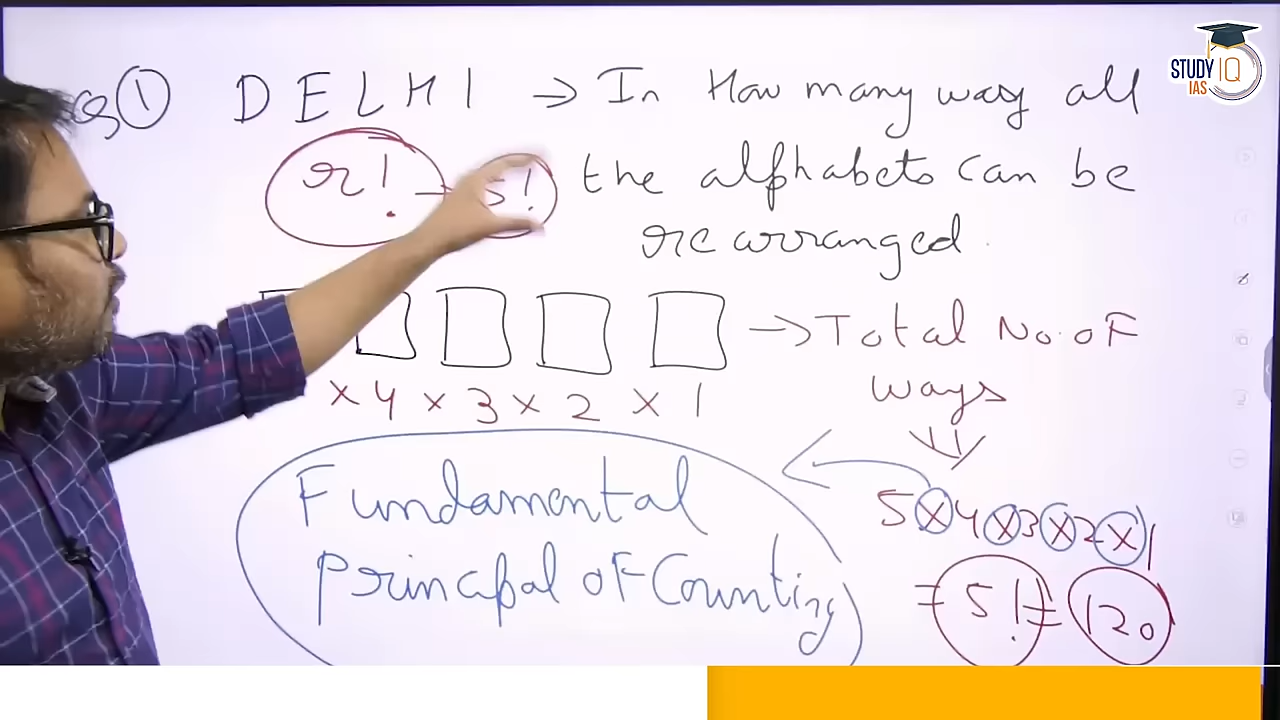 Q ① DELHI → In How many way all
r! - 5! the alphabets can be
rearranged.
→ Total No. of
× 4 × 3 × 2 × 1 ways
Fundamental
principal of Counting
5 × 4 × 3 × 2 × 1
= 5! = 120
STUDY IQ
IAS